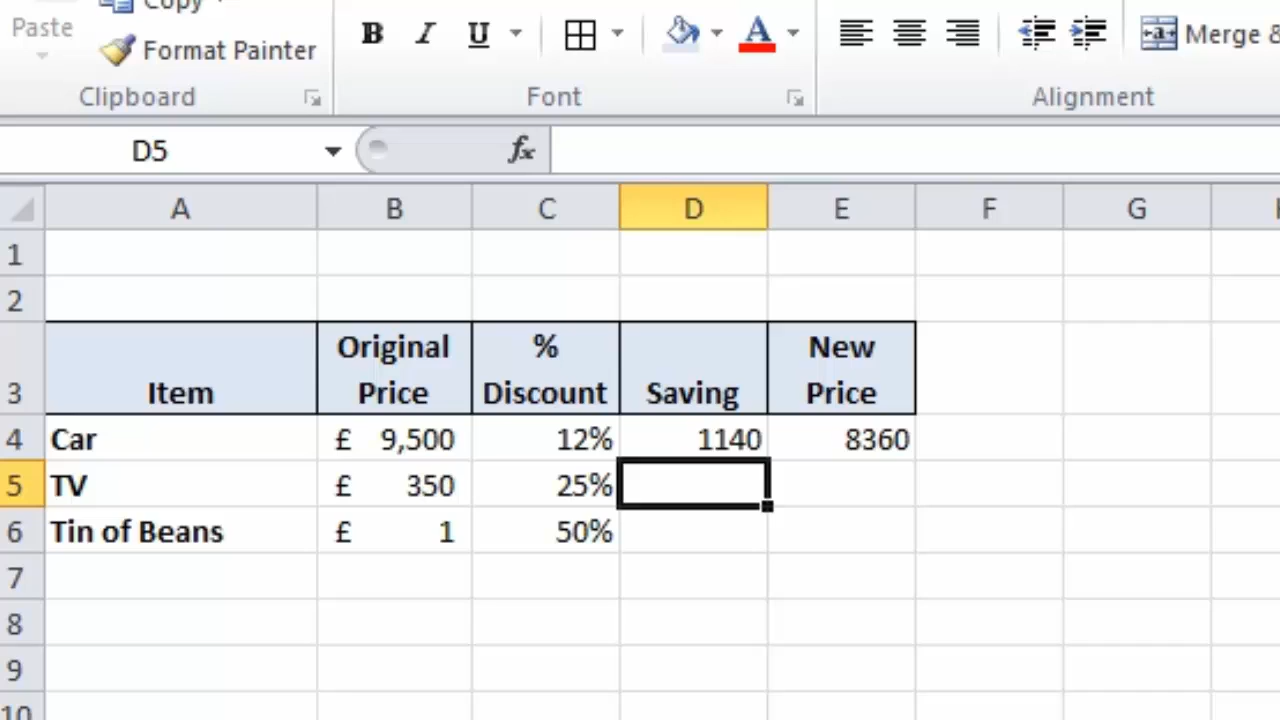 Paste
Copy
Format Painter
B I U
A
a
Merge &
Clipboard
Font
Alignment
D5
fx
A B C D E F G
1
2
3
Item
Original
Price
%
Discount
Saving
New
Price
4 Car £ 9,500 12% 1140 8360
5 TV £ 350 25%
6 Tin of Beans £ 1 50%
7
8
9
10